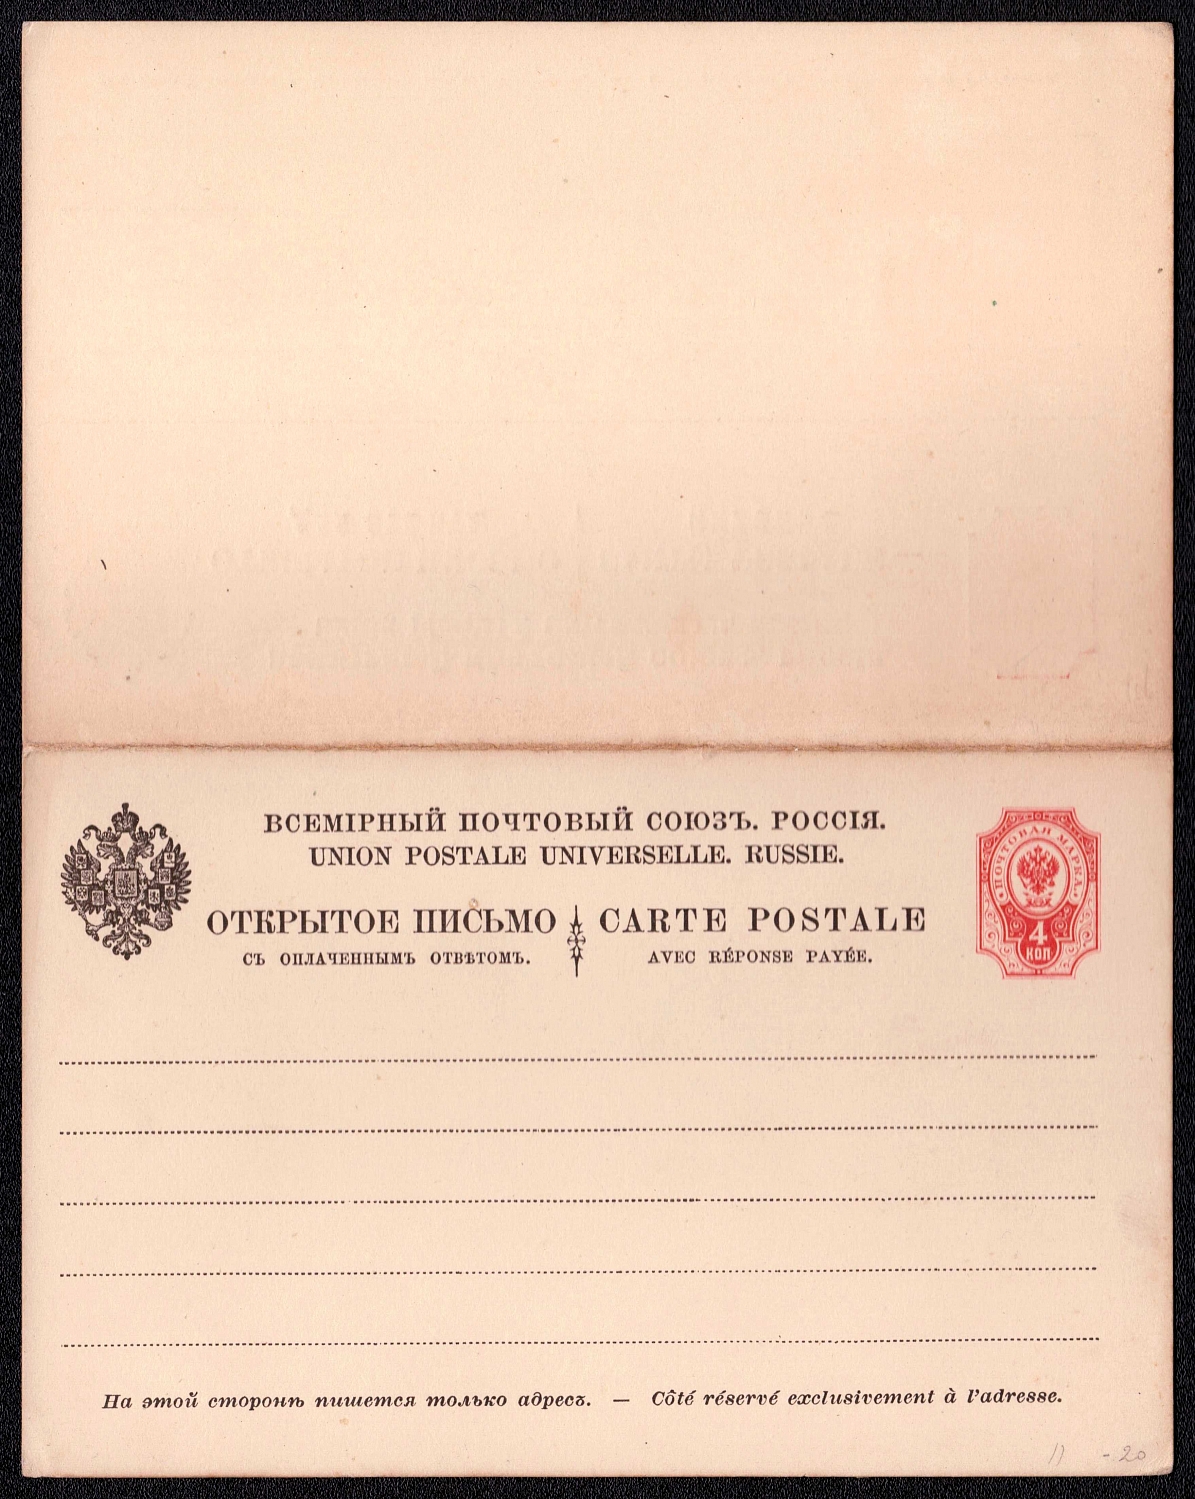 ВСЕМІРНЫЙ ПОЧТОВЫЙ СОЮЗЪ. РОССІЯ.
UNION POSTALE UNIVERSELLE. RUSSIE.
ОТКРЫТОЕ ПИСЬМО CARTE POSTALE
СЪ ОПЛАЧЕННЫМЪ ОТВѢТОМЪ. AVEC RÉPONSE PAYÉE.
ПОЧТОВАЯ МАРКА
4
КОП
На этой сторонѣ пишется только адресъ. — Côté réservé exclusivement à l'adresse.
-20